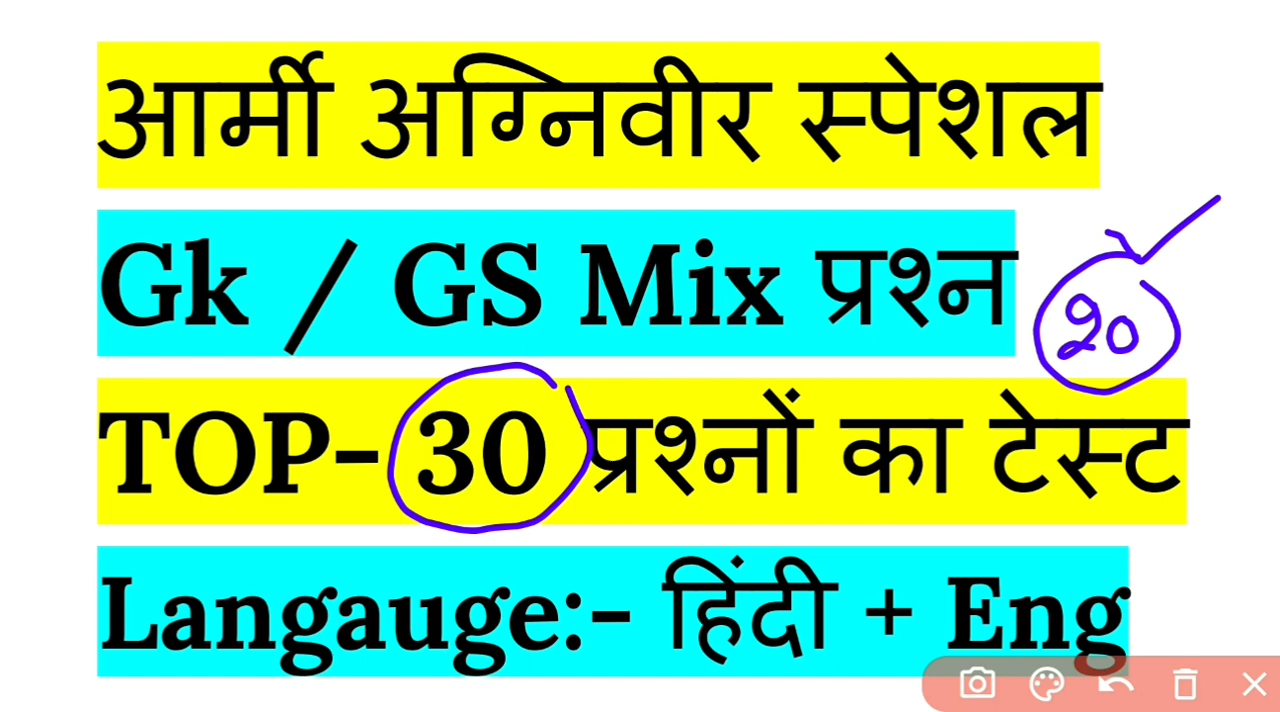 आर्मी अग्निवीर स्पेशल
Gk / GS Mix प्रश्न
20
TOP- 30 प्रश्नों का टेस्ट
Langauge:- हिंदी + Eng